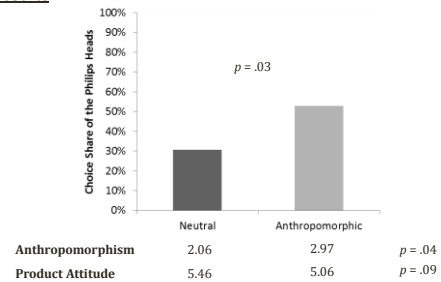 100%
90%
80%
70%
60%
50%
40%
30%
20%
10%
0%
Choice Share of the Philips Heads
p = .03
Neutral Anthropomorphic
Anthropomorphism 2.06 2.97 p = .04
Product Attitude 5.46 5.06 p = .09